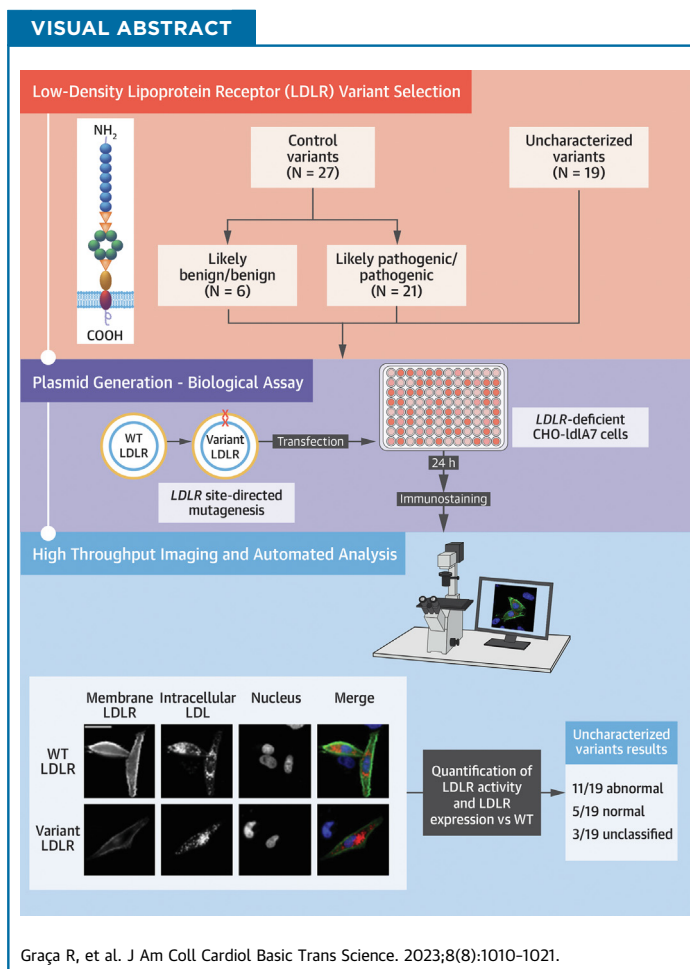 VISUAL ABSTRACT
Low-Density Lipoprotein Receptor (LDLR) Variant Selection
NH2
COOH
Control
variants
(N = 27)
Uncharacterized
variants
(N = 19)
Likely
benign/benign
(N = 6)
Likely pathogenic/
pathogenic
(N = 21)
Plasmid Generation - Biological Assay
WT
LDLR
Variant
LDLR
Transfection
LDLR site-directed
mutagenesis
LDLR-deficient
CHO-ldlA7 cells
24 h
Immunostaining
High Throughput Imaging and Automated Analysis
Membrane
LDLR
Intracellular
LDL
Nucleus
Merge
WT
LDLR
Variant
LDLR
Quantification of
LDLR activity
and LDLR
expression vs WT
Uncharacterized
variants results
11/19 abnormal
5/19 normal
3/19 unclassified
Graça R, et al. J Am Coll Cardiol Basic Trans Science. 2023;8(8):1010-1021.